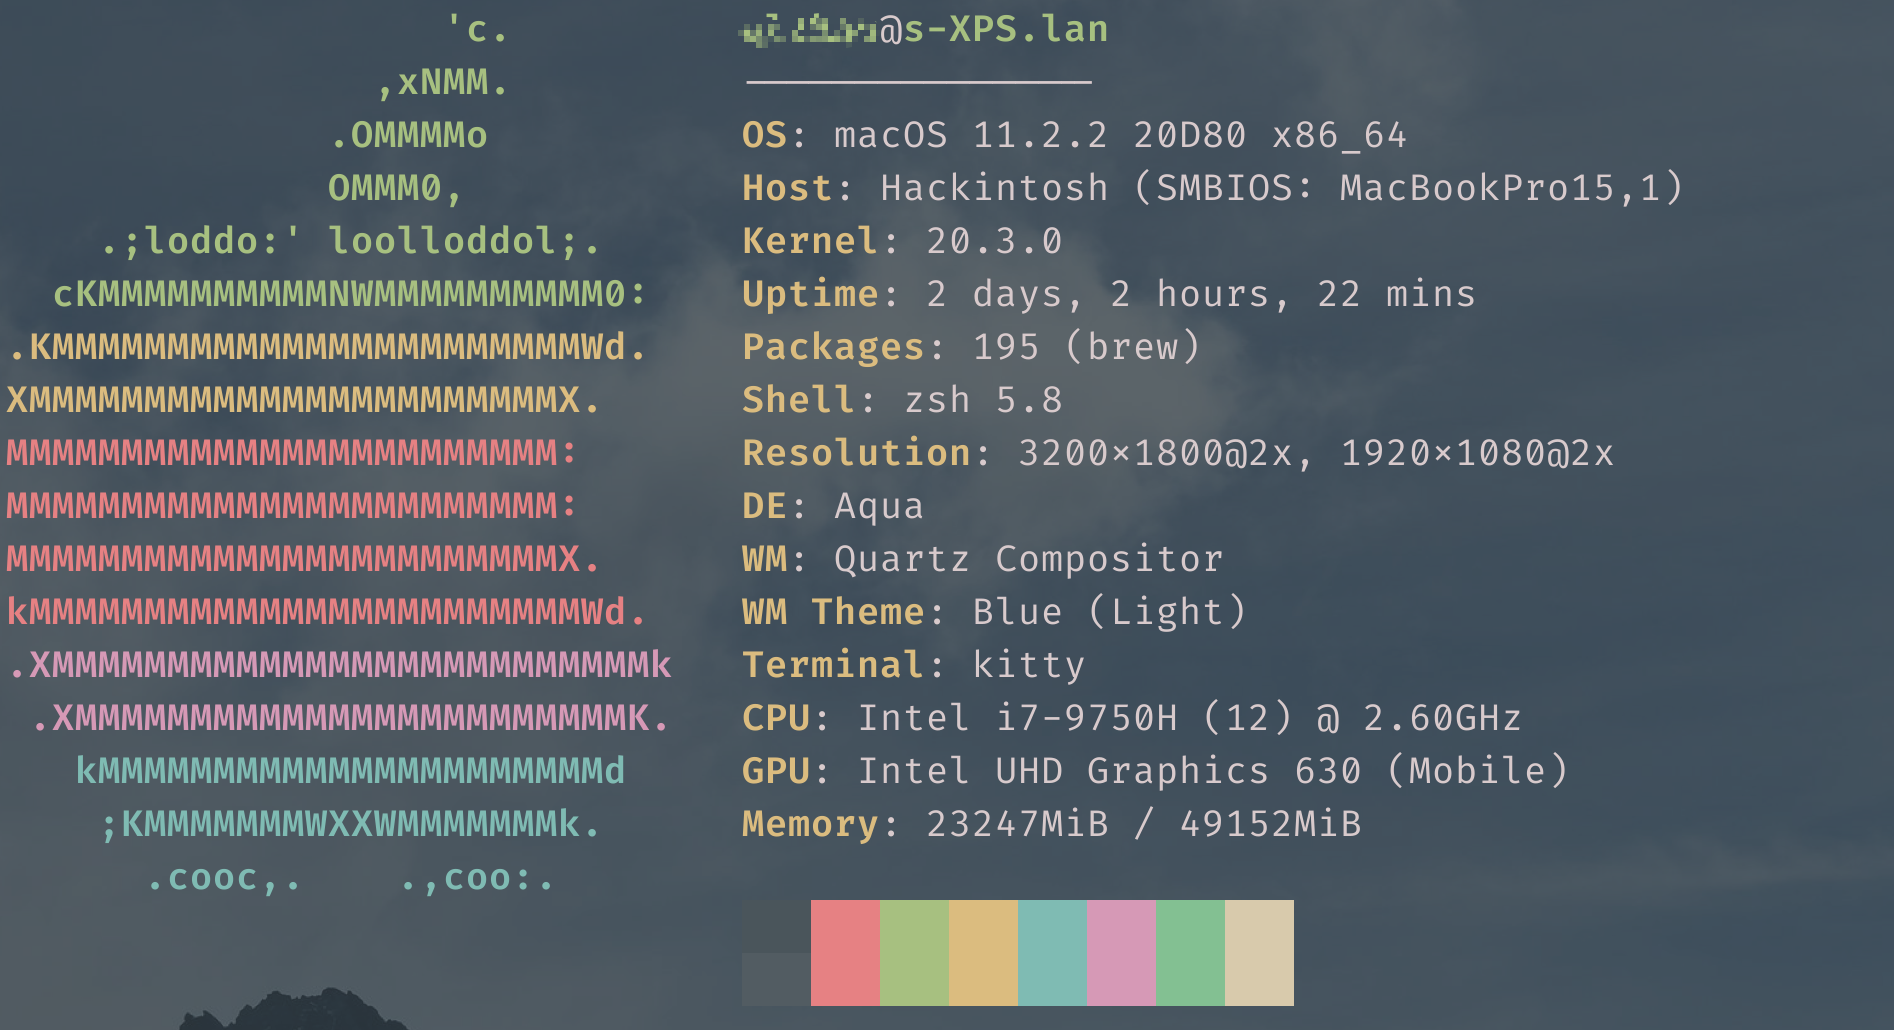 'c.
,xNMM.
.OMMMMo
OMMM0,
.;loddo:' loolloddol;.
cKMMMMMMMMMMNWMMMMMMMMMM0:
.KMMMMMMMMMMMMMMMMMMMMMMMWd.
XMMMMMMMMMMMMMMMMMMMMMMMX.
MMMMMMMMMMMMMMMMMMMMMMMM:
MMMMMMMMMMMMMMMMMMMMMMMM:
MMMMMMMMMMMMMMMMMMMMMMMMX.
kMMMMMMMMMMMMMMMMMMMMMMMMWd.
.XMMMMMMMMMMMMMMMMMMMMMMMMMMk
.XMMMMMMMMMMMMMMMMMMMMMMMMK.
kMMMMMMMMMMMMMMMMMMMMMMd
;KMMMMMMMWXXWMMMMMMMk.
.cooc,. .,coo:.
@s-XPS.lan
OS: macOS 11.2.2 20D80 x86_64
Host: Hackintosh (SMBIOS: MacBookPro15,1)
Kernel: 20.3.0
Uptime: 2 days, 2 hours, 22 mins
Packages: 195 (brew)
Shell: zsh 5.8
Resolution: 3200×1800@2x, 1920×1080@2x
DE: Aqua
WM: Quartz Compositor
WM Theme: Blue (Light)
Terminal: kitty
CPU: Intel i7-9750H (12) @ 2.60GHz
GPU: Intel UHD Graphics 630 (Mobile)
Memory: 23247MiB / 49152MiB